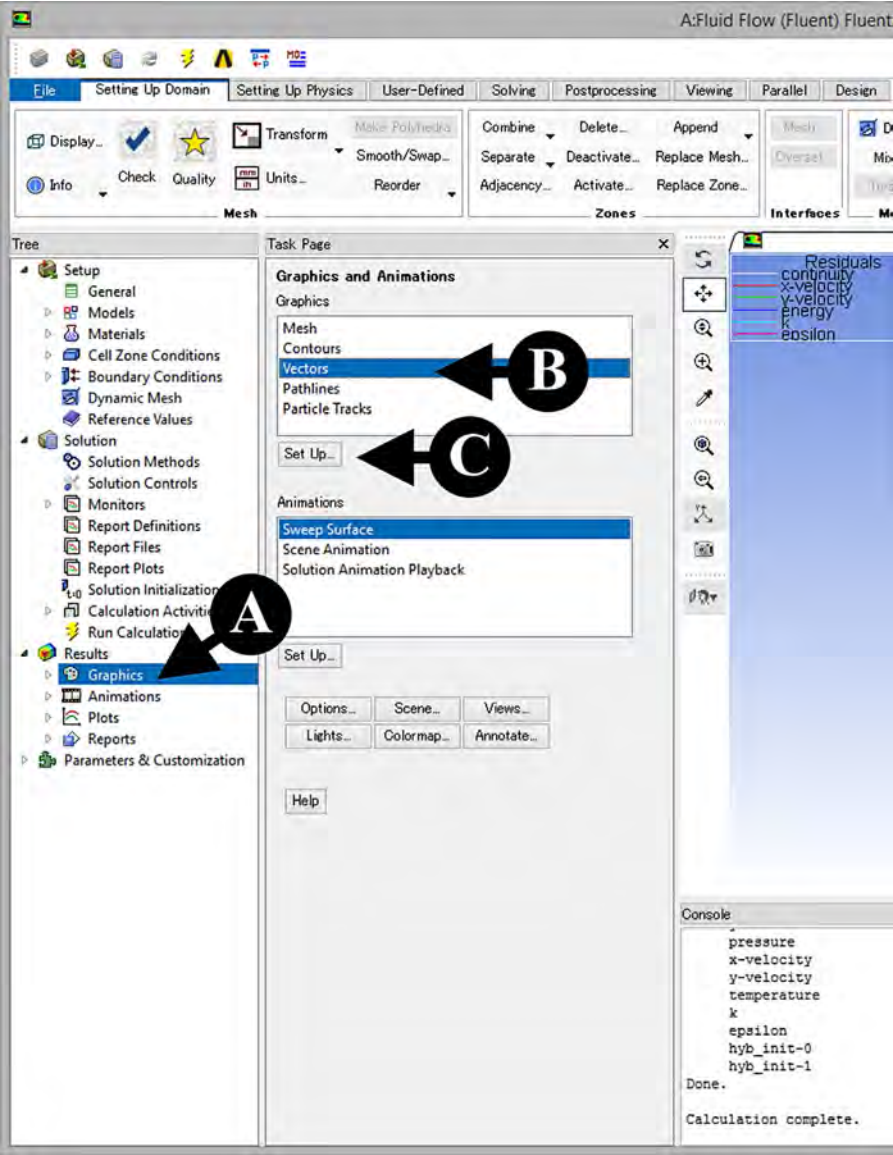 A:Fluid Flow (Fluent) Fluent
File Setting Up Domain Setting Up Physics User-Defined Solving Postprocessing Viewing Parallel Design
Display...
Info
Check
Quality
Transform
Units...
Make Polyhedra
Smooth/Swap...
Reorder
Mesh
Combine Delete...
Separate Deactivate...
Adjacency... Activate...
Append
Replace Mesh...
Replace Zone...
Zones
Mesh
Overset
Interfaces
Mix
Tree
Setup
General
Models
Materials
Cell Zone Conditions
Boundary Conditions
Dynamic Mesh
Reference Values
Solution
Solution Methods
Solution Controls
Monitors
Report Definitions
Report Files
Report Plots
Solution Initialization
Calculation Activitie
Run Calculation
Results
Graphics
Animations
Plots
Reports
Parameters & Customization
A
Task Page
Graphics and Animations
Graphics
Mesh
Contours
Vectors
Pathlines
Particle Tracks
B
Set Up...
C
Animations
Sweep Surface
Scene Animation
Solution Animation Playback
Set Up...
Options... Scene... Views...
Lights... Colormap... Annotate...
Help
Residuals
continuity
x-velocity
y-velocity
energy
k
epsilon
Console
pressure
x-velocity
y-velocity
temperature
k
epsilon
hyb_init-0
hyb_init-1
Done.
Calculation complete.